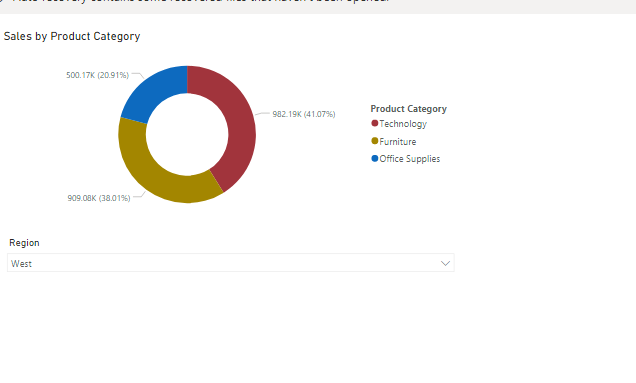 Sales by Product Category
500.17K (20.91%)
982.19K (41.07%)
909.08K (38.01%)
Product Category
Technology
Furniture
Office Supplies
Region
West